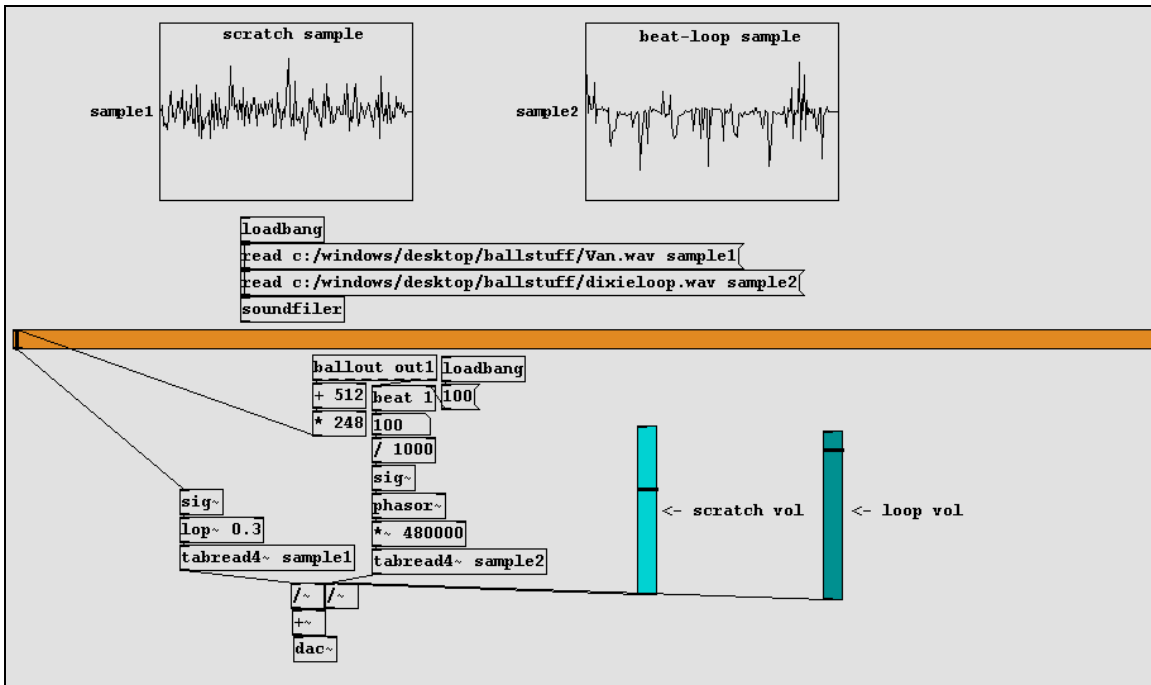 scratch sample
beat-loop sample
sample1
sample2
loadbang
read c:/windows/desktop/ballstuff/Van.wav sample1
read c:/windows/desktop/ballstuff/dixieloop.wav sample2
soundfiler
ballout out1
loadbang
+ 512
beat 1
100
* 248
100
/ 1000
sig~
sig~
phasor~
<- scratch vol
<- loop vol
lop~ 0.3
*~ 480000
tabread4~ sample1
tabread4~ sample2
/~
/~
+~
dac~